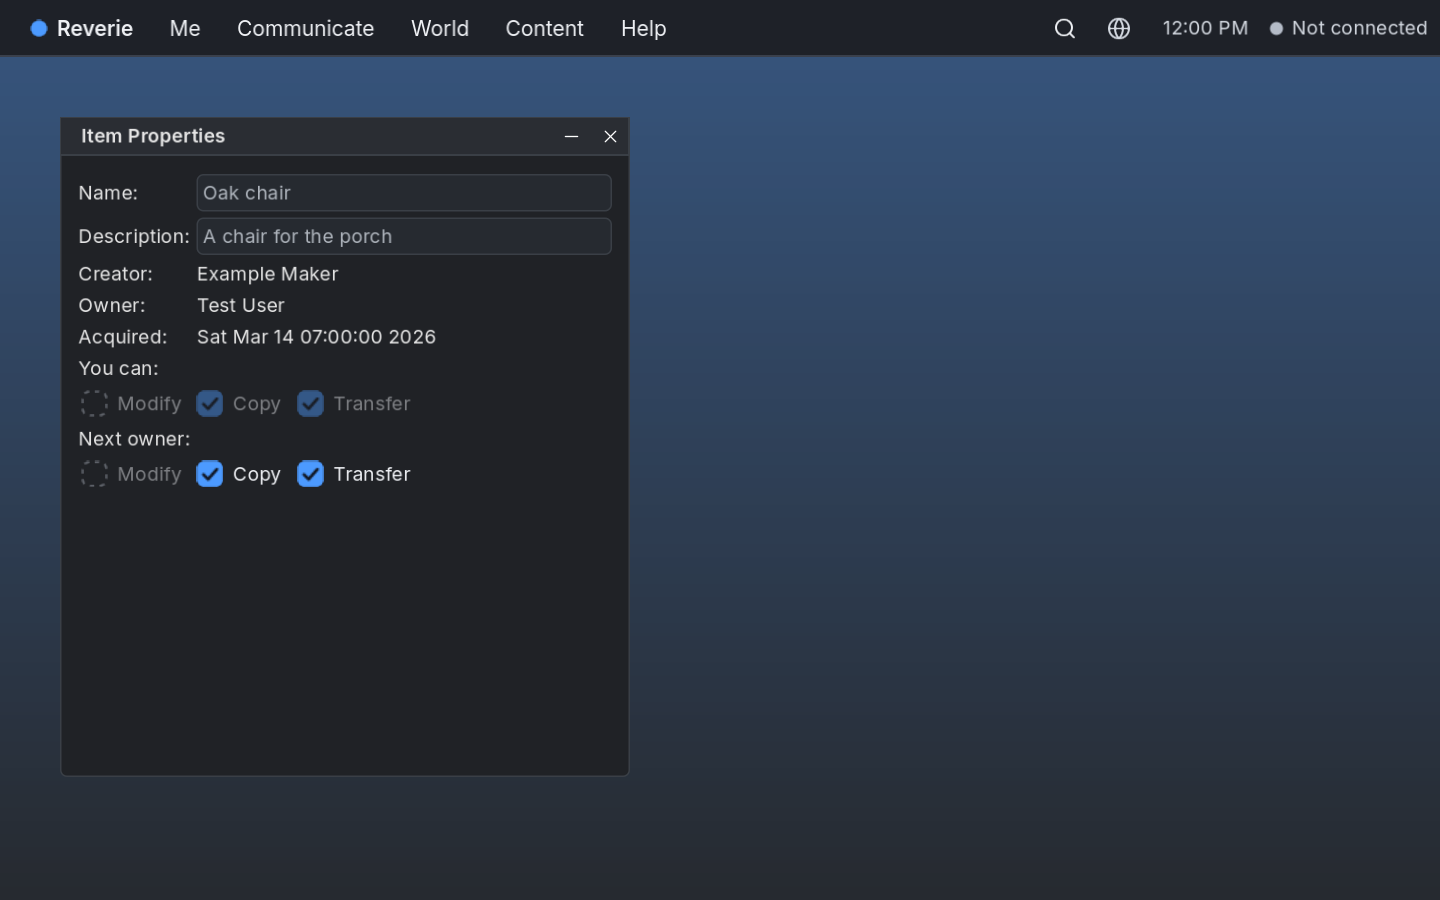 Reverie Me Communicate World Content Help 12:00 PM Not connected
Item Properties
Name: Oak chair
Description: A chair for the porch
Creator: Example Maker
Owner: Test User
Acquired: Sat Mar 14 07:00:00 2026
You can:
Modify Copy Transfer
Next owner:
Modify Copy Transfer